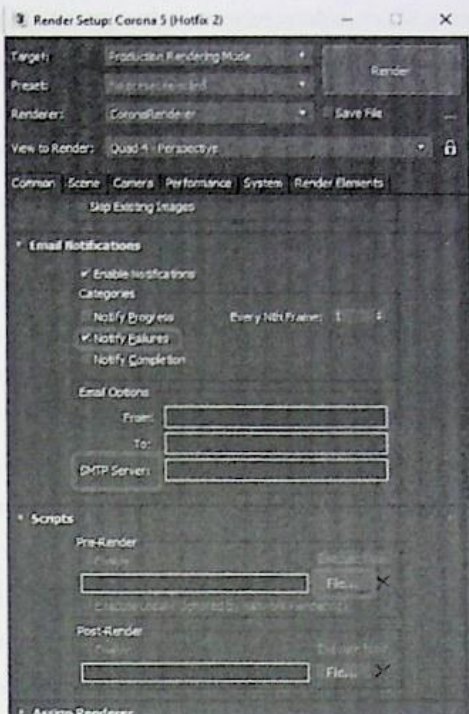 Render Setup: Corona 5 (Hotfix 2)
Target: Production Rendering Mode
Render
Preset:
Renderer: CoronaRenderer Save File ...
View to Render: Quad 4 - Perspective
Common Scene Camera Performance System Render Elements
Skip Existing Images
Email Notifications
Enable Notifications
Categories
Notify Progress Every Nth Frame: 1
Notify Failures
Notify Completion
Email Options
From:
To:
SMTP Server:
Scripts
Pre-Render
File...
Post-Render
File...
Assign Renderer